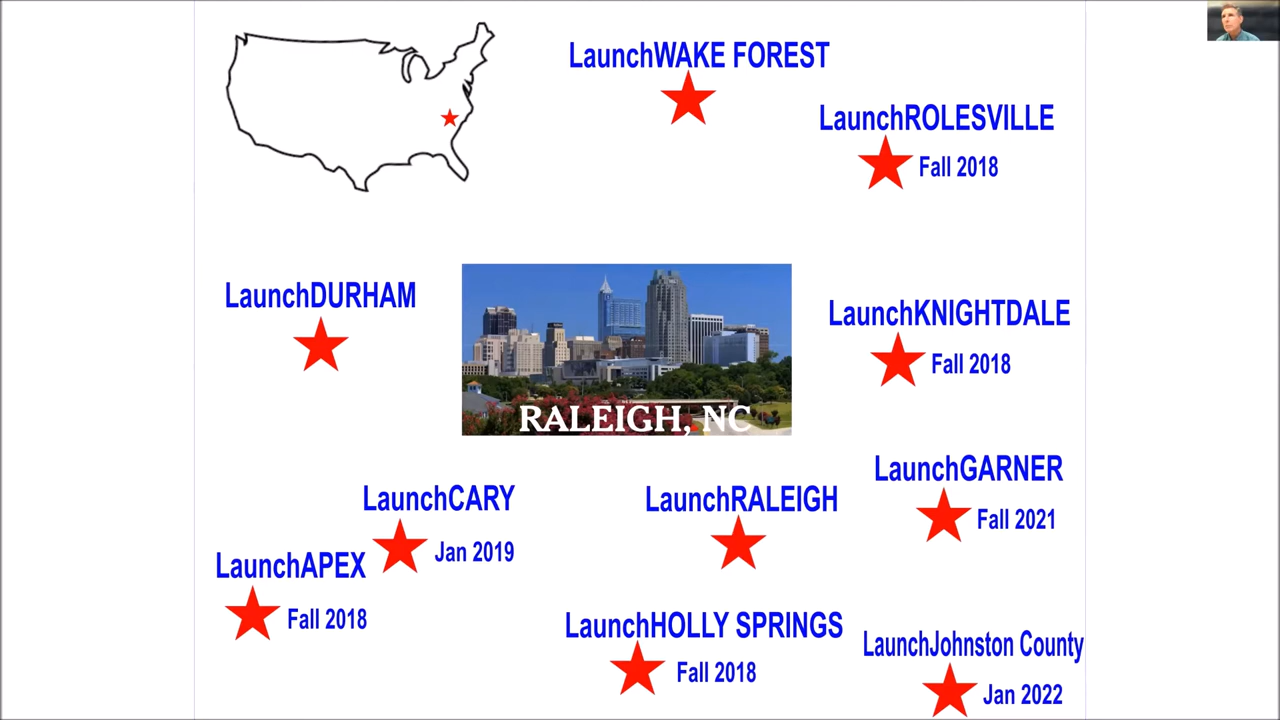 LaunchWAKE FOREST
LaunchROLESVILLE
Fall 2018
LaunchDURHAM
LaunchKNIGHTDALE
Fall 2018
RALEIGH, NC
LaunchGARNER
Fall 2021
LaunchCARY
Jan 2019
LaunchRALEIGH
LaunchAPEX
Fall 2018
LaunchHOLLY SPRINGS
Fall 2018
LaunchJohnston County
Jan 2022